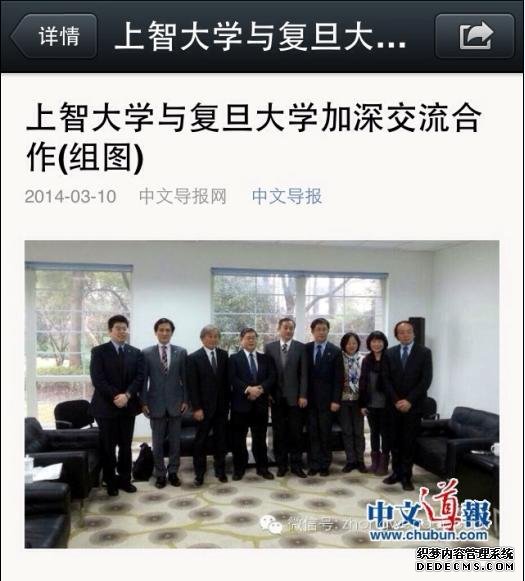 详情
上智大学与复旦大...
上智大学与复旦大学加深交流合
作(组图)
2014-03-10 中文导报网 中文导报
微信号: zhong
中文導報
www.chubun.com
织梦内容管理系统
DEDECMS.COM